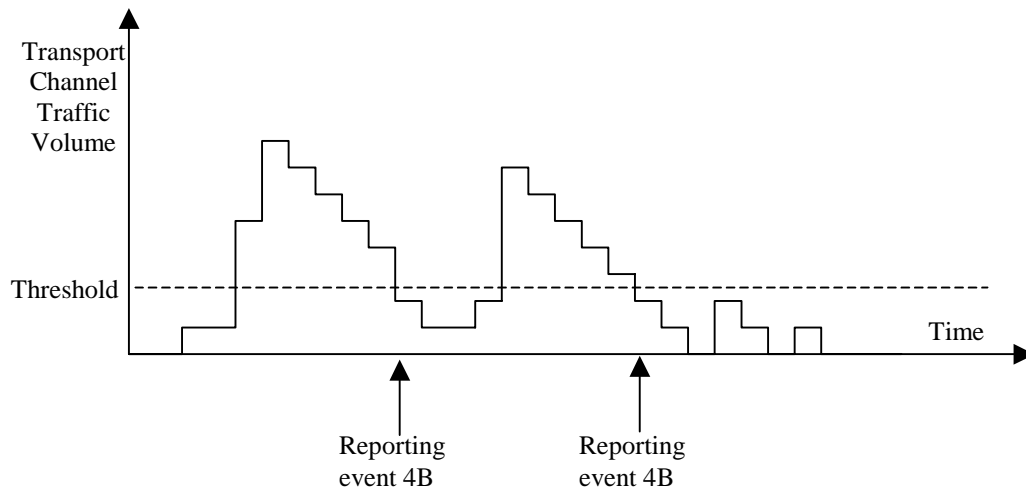 Transport
Channel
Traffic
Volume
Threshold
Time
Reporting
event 4B
Reporting
event 4B